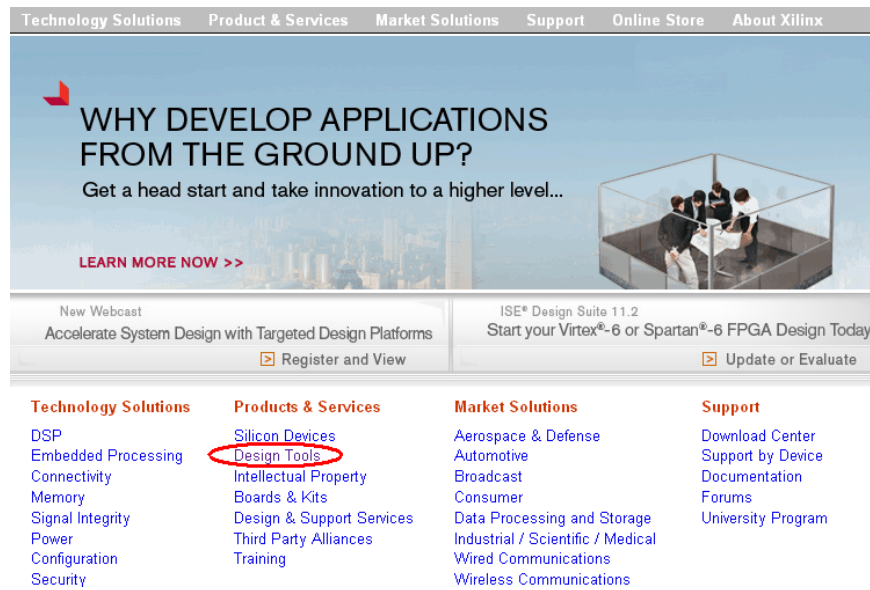 Technology Solutions Product & Services Market Solutions Support Online Store About Xilinx
WHY DEVELOP APPLICATIONS
FROM THE GROUND UP?
Get a head start and take innovation to a higher level...
LEARN MORE NOW >>
New Webcast
Accelerate System Design with Targeted Design Platforms
> Register and View
ISE® Design Suite 11.2
Start your Virtex®-6 or Spartan®-6 FPGA Design Today
> Update or Evaluate
Technology Solutions
DSP
Embedded Processing
Connectivity
Memory
Signal Integrity
Power
Configuration
Security
Products & Services
Silicon Devices
Design Tools
Intellectual Property
Boards & Kits
Design & Support Services
Third Party Alliances
Training
Market Solutions
Aerospace & Defense
Automotive
Broadcast
Consumer
Data Processing and Storage
Industrial / Scientific / Medical
Wired Communications
Wireless Communications
Support
Download Center
Support by Device
Documentation
Forums
University Program